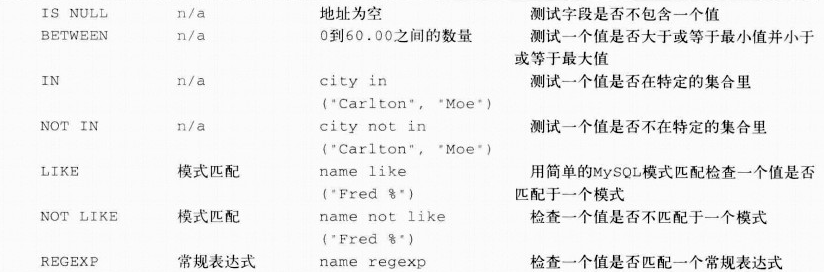 IS NULL n/a 地址为空 测试字段是否不包含一个值
BETWEEN n/a 0到60.00之间的数量 测试一个值是否大于或等于最小值并小于
或等于最大值
IN n/a city in 测试一个值是否在特定的集合里
("Carlton", "Moe")
NOT IN n/a city not in 测试一个值是否不在特定的集合里
("Carlton", "Moe")
LIKE 模式匹配 name like 用简单的MySQL模式匹配检查一个值是否
("Fred %") 匹配于一个模式
NOT LIKE 模式匹配 name not like 检查一个值是否不匹配于一个模式
("Fred %")
REGEXP 常规表达式 name regexp 检查一个值是否匹配一个常规表达式